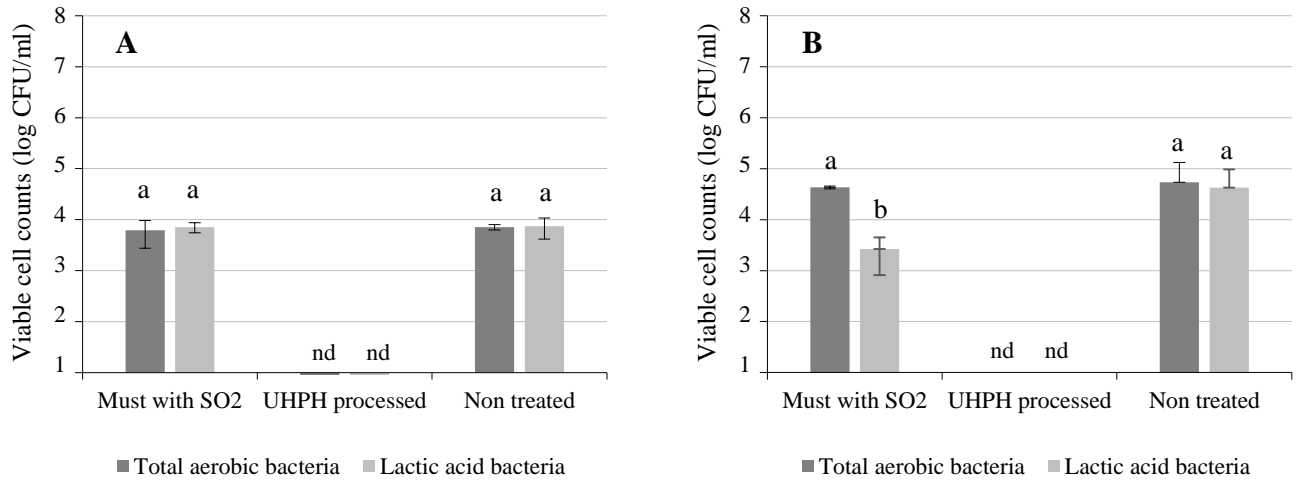 A
Viable cell counts (log CFU/ml)
8
7
6
5
4
3
2
1
a a
nd nd
a a
Must with SO2 UHPH processed Non treated
Total aerobic bacteria Lactic acid bacteria
B
Viable cell counts (log CFU/ml)
8
7
6
5
4
3
2
1
a
b
nd nd
a a
Must with SO2 UHPH processed Non treated
Total aerobic bacteria Lactic acid bacteria